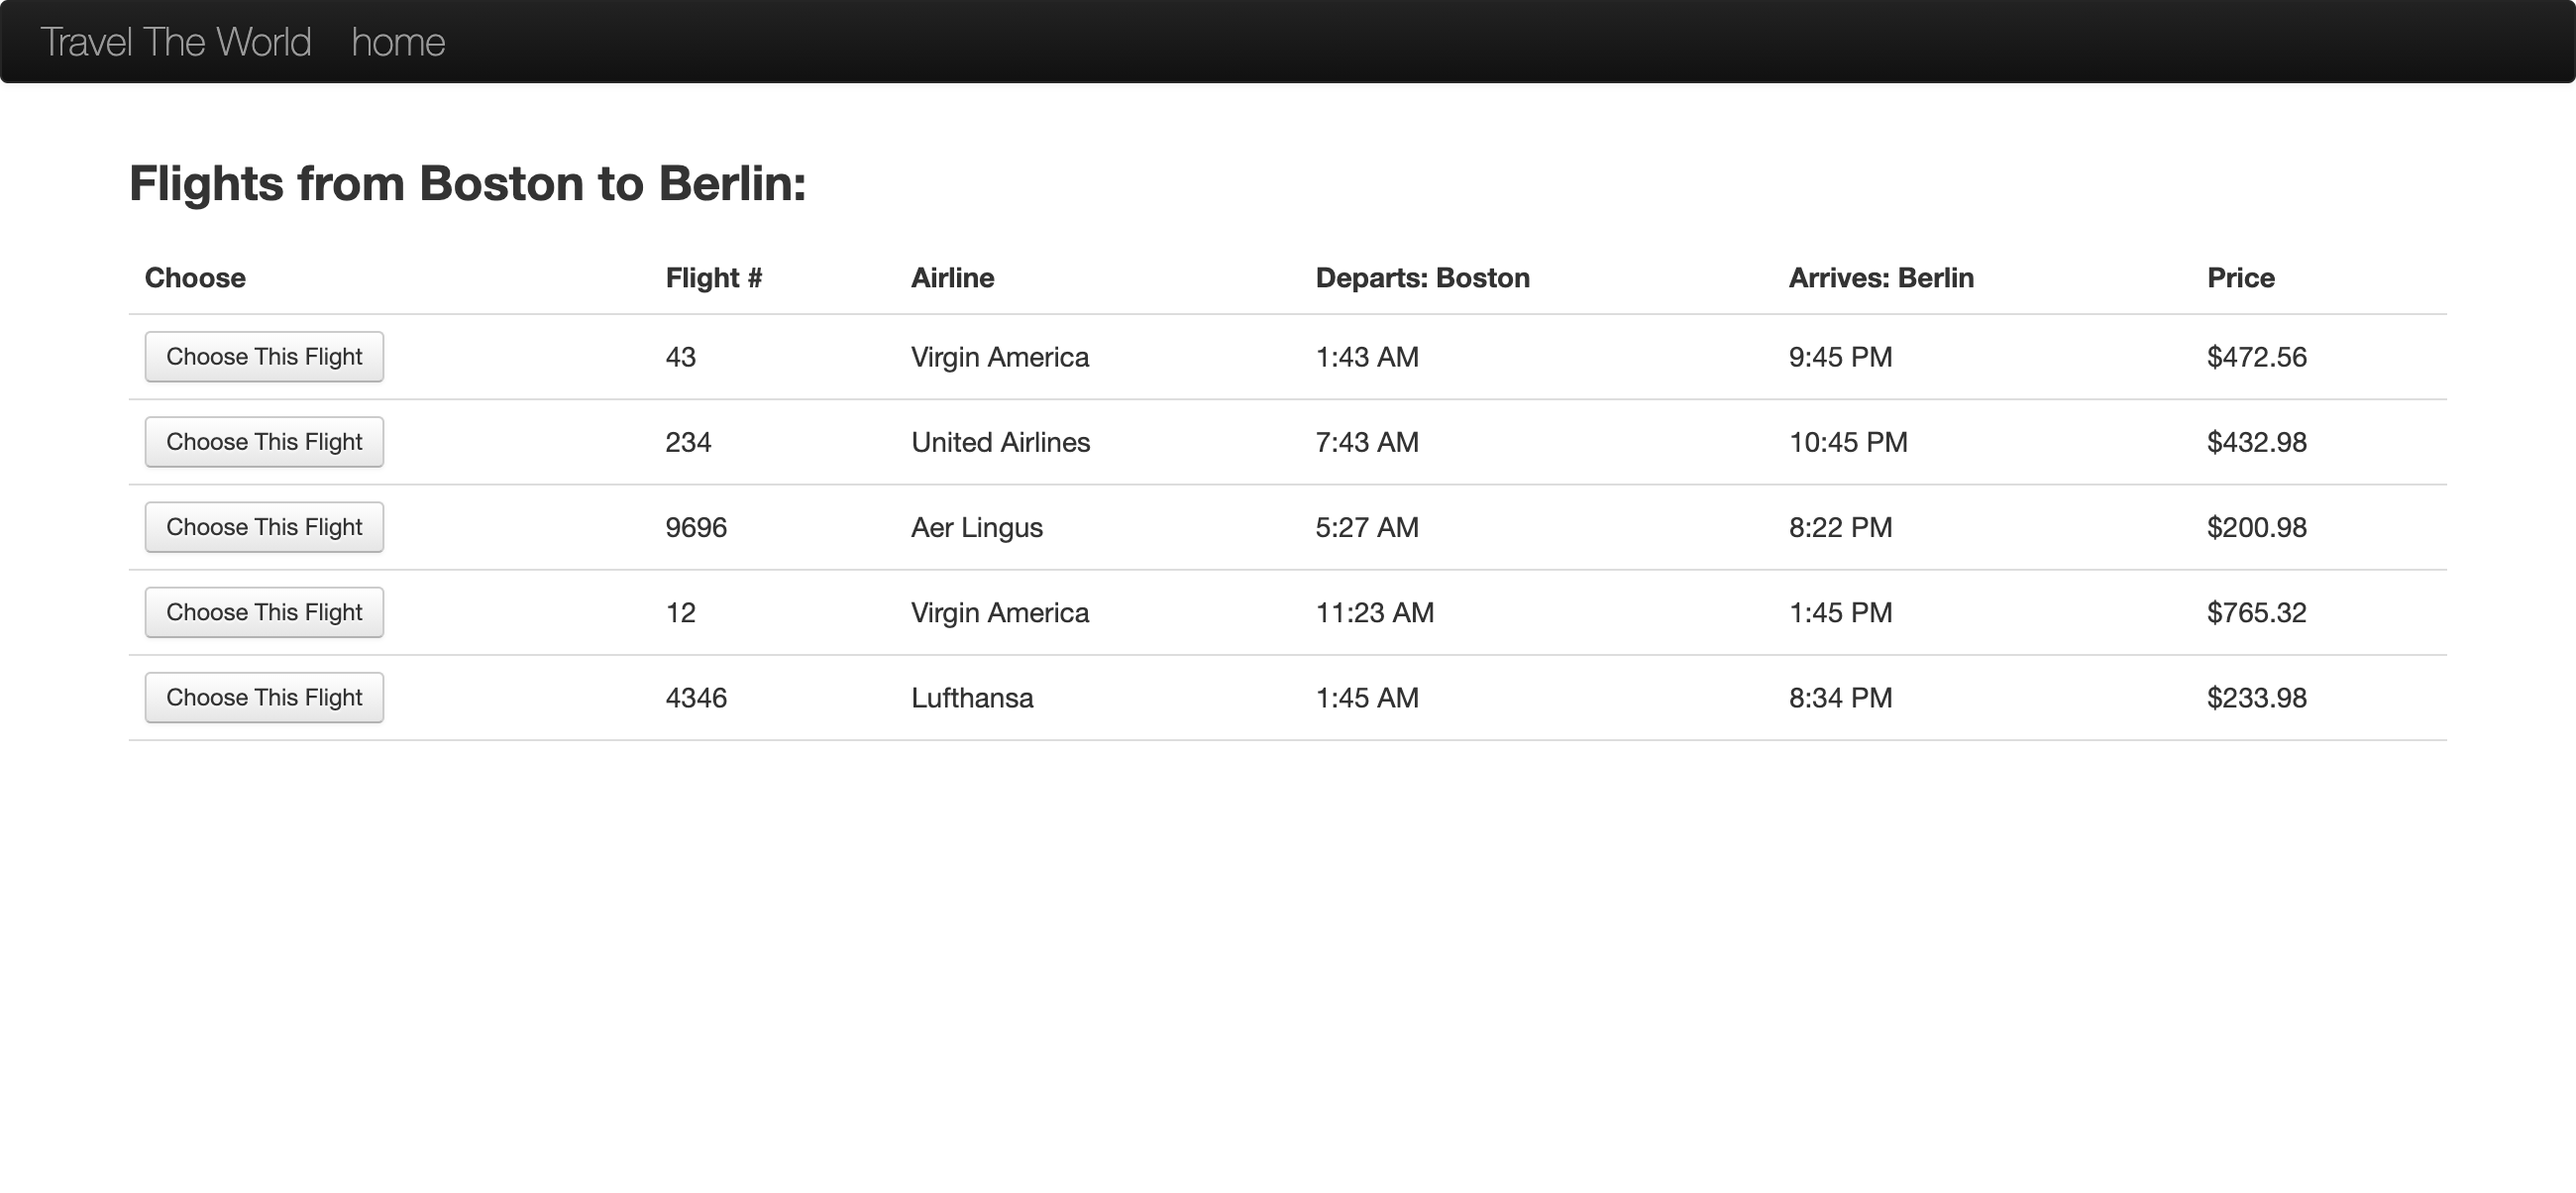 Travel The World home
Flights from Boston to Berlin:
Choose Flight # Airline Departs: Boston Arrives: Berlin Price
Choose This Flight 43 Virgin America 1:43 AM 9:45 PM $472.56
Choose This Flight 234 United Airlines 7:43 AM 10:45 PM $432.98
Choose This Flight 9696 Aer Lingus 5:27 AM 8:22 PM $200.98
Choose This Flight 12 Virgin America 11:23 AM 1:45 PM $765.32
Choose This Flight 4346 Lufthansa 1:45 AM 8:34 PM $233.98